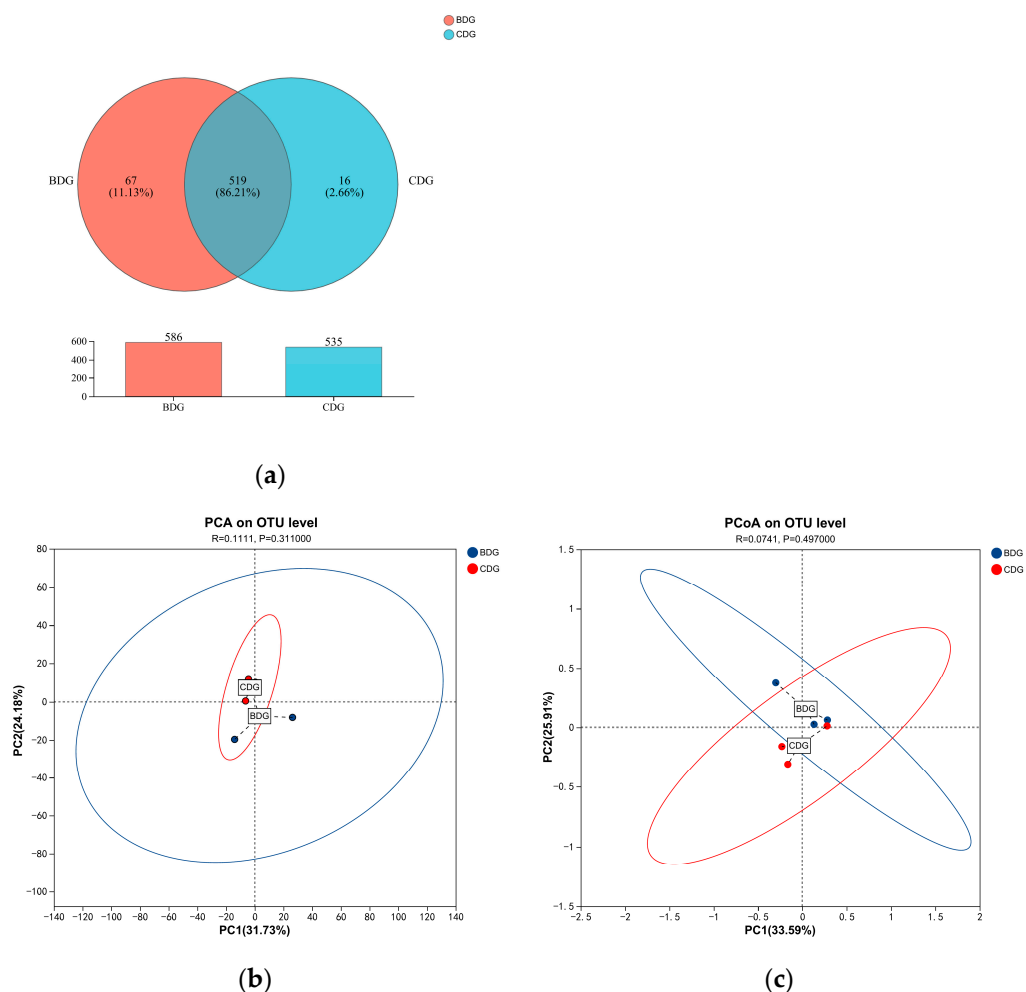 BDG
CDG
BDG
67
(11.13%)
519
(86.21%)
16
(2.66%)
CDG
600
400
200
0
586
535
BDG
CDG
(a)
PCA on OTU level
R=0.1111, P=0.311000
BDG
CDG
80
60
40
20
0
−20
−40
−60
−80
−100
PC2(24.18%)
CDG
BDG
−140 −120 −100 −80 −60 −40 −20 0 20 40 60 80 100 120 140
PC1(31.73%)
(b)
PCoA on OTU level
R=0.0741, P=0.497000
BDG
CDG
1.5
1
0.5
0
−0.5
−1
−1.5
PC2(25.91%)
BDG
CDG
−2.5 −2 −1.5 −1 −0.5 0 0.5 1 1.5 2
PC1(33.59%)
(c)